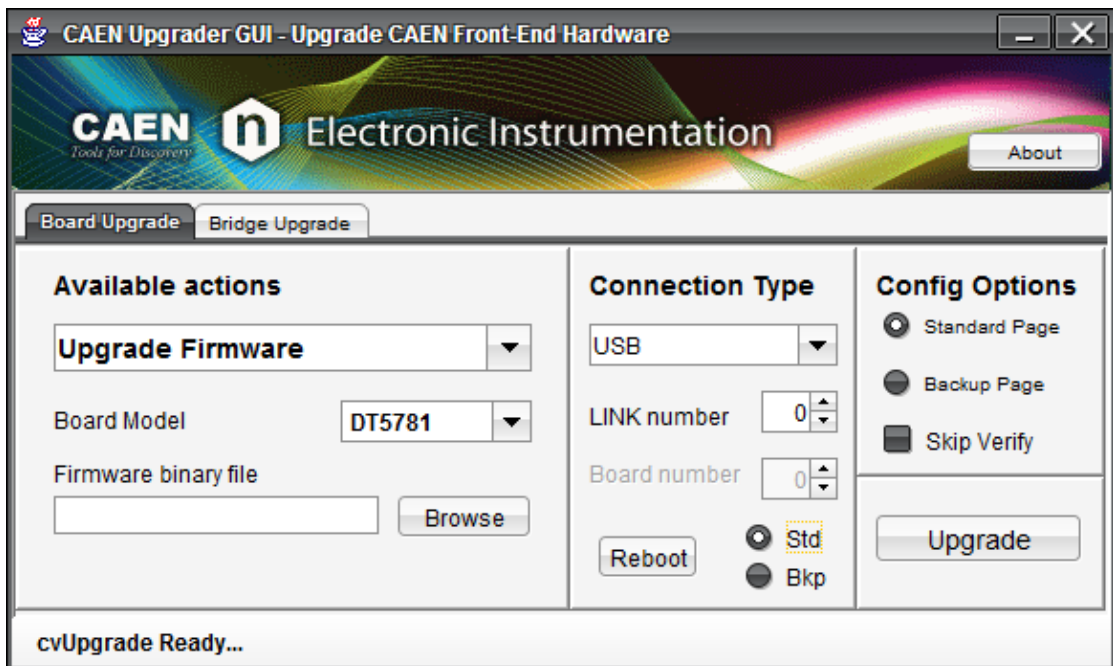 CAEN Upgrader GUI - Upgrade CAEN Front-End Hardware
CAEN
Tools for Discovery
n Electronic Instrumentation
About
Board Upgrade
Bridge Upgrade
Available actions
Upgrade Firmware
Board Model
DT5781
Firmware binary file
Browse
Connection Type
USB
LINK number
0
Board number
0
Reboot
Std
Bkp
Config Options
Standard Page
Backup Page
Skip Verify
Upgrade
cvUpgrade Ready...